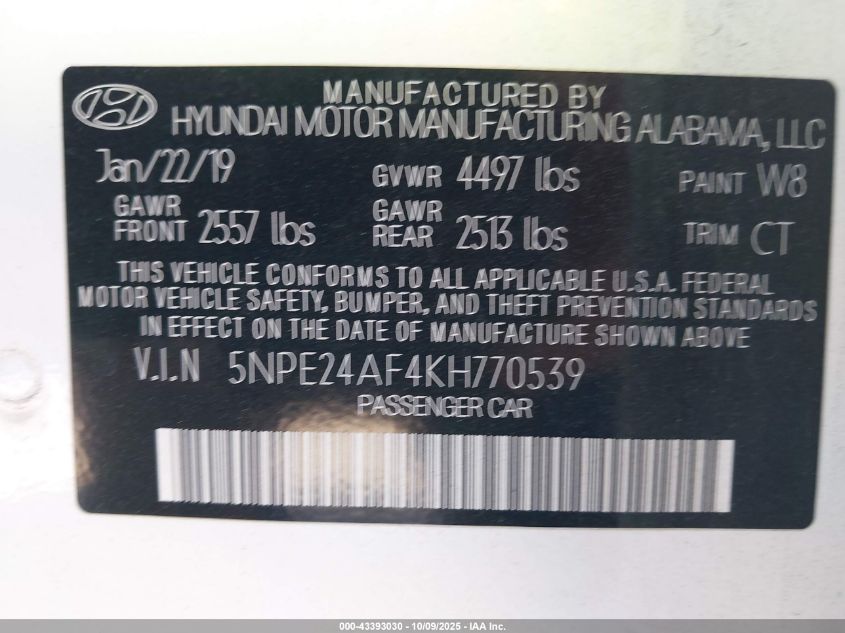 MANUFACTURED BY
HYUNDAI MOTOR MANUFACTURING ALABAMA, LLC
Jan/22/19 GVWR 4497 lbs PAINT W8
GAWR FRONT 2557 lbs GAWR REAR 2513 lbs TRIM CT
THIS VEHICLE CONFORMS TO ALL APPLICABLE U.S.A. FEDERAL
MOTOR VEHICLE SAFETY, BUMPER, AND THEFT PREVENTION STANDARDS
IN EFFECT ON THE DATE OF MANUFACTURE SHOWN ABOVE
V.I.N 5NPE24AF4KH770539
PASSENGER CAR
000-43393030 - 10/09/2025 - IAA Inc.